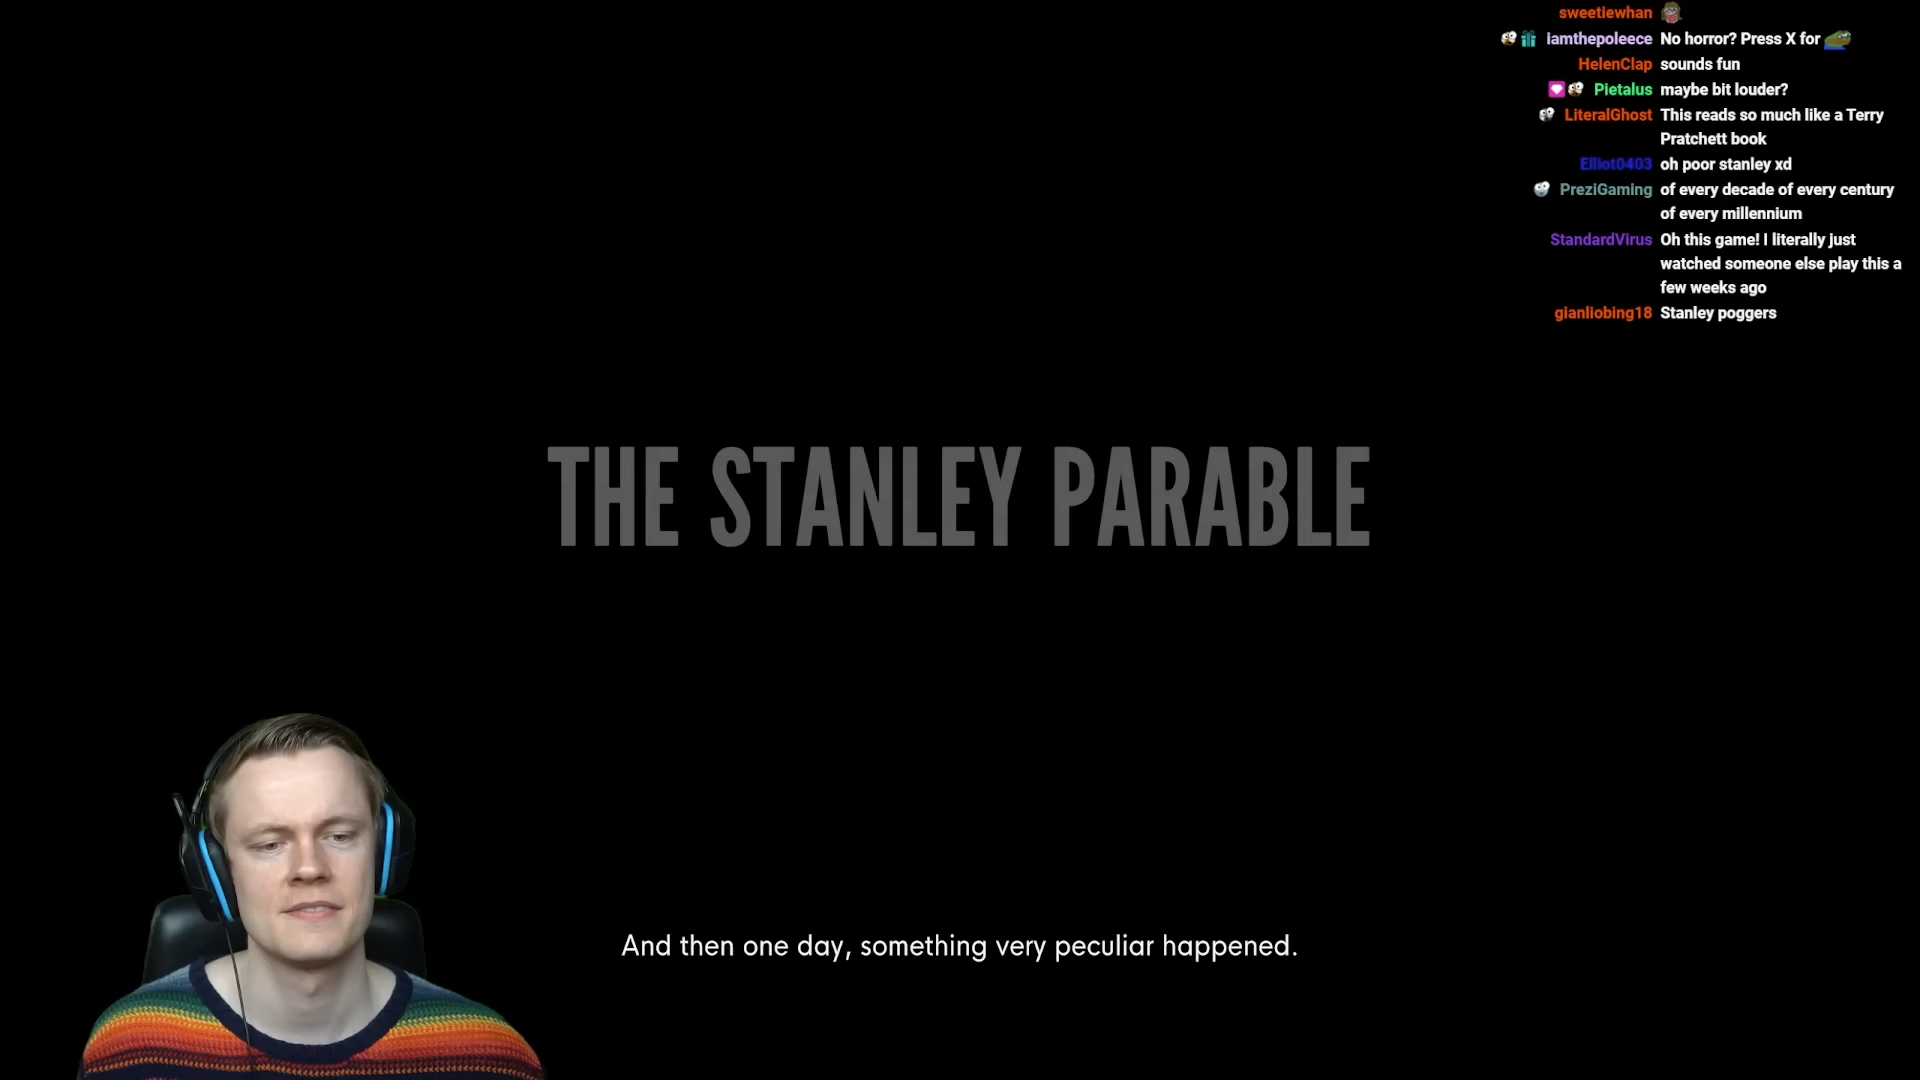 sweetiewhan
iamthepoleece No horror? Press X for
HelenClap sounds fun
Pietalus maybe bit louder?
LiteralGhost This reads so much like a Terry
Pratchett book
Elliot0403 oh poor stanley xd
PreziGaming of every decade of every century
of every millennium
StandardVirus Oh this game! I literally just
watched someone else play this a
few weeks ago
gianliobing18 Stanley poggers
THE STANLEY PARABLE
And then one day, something very peculiar happened.